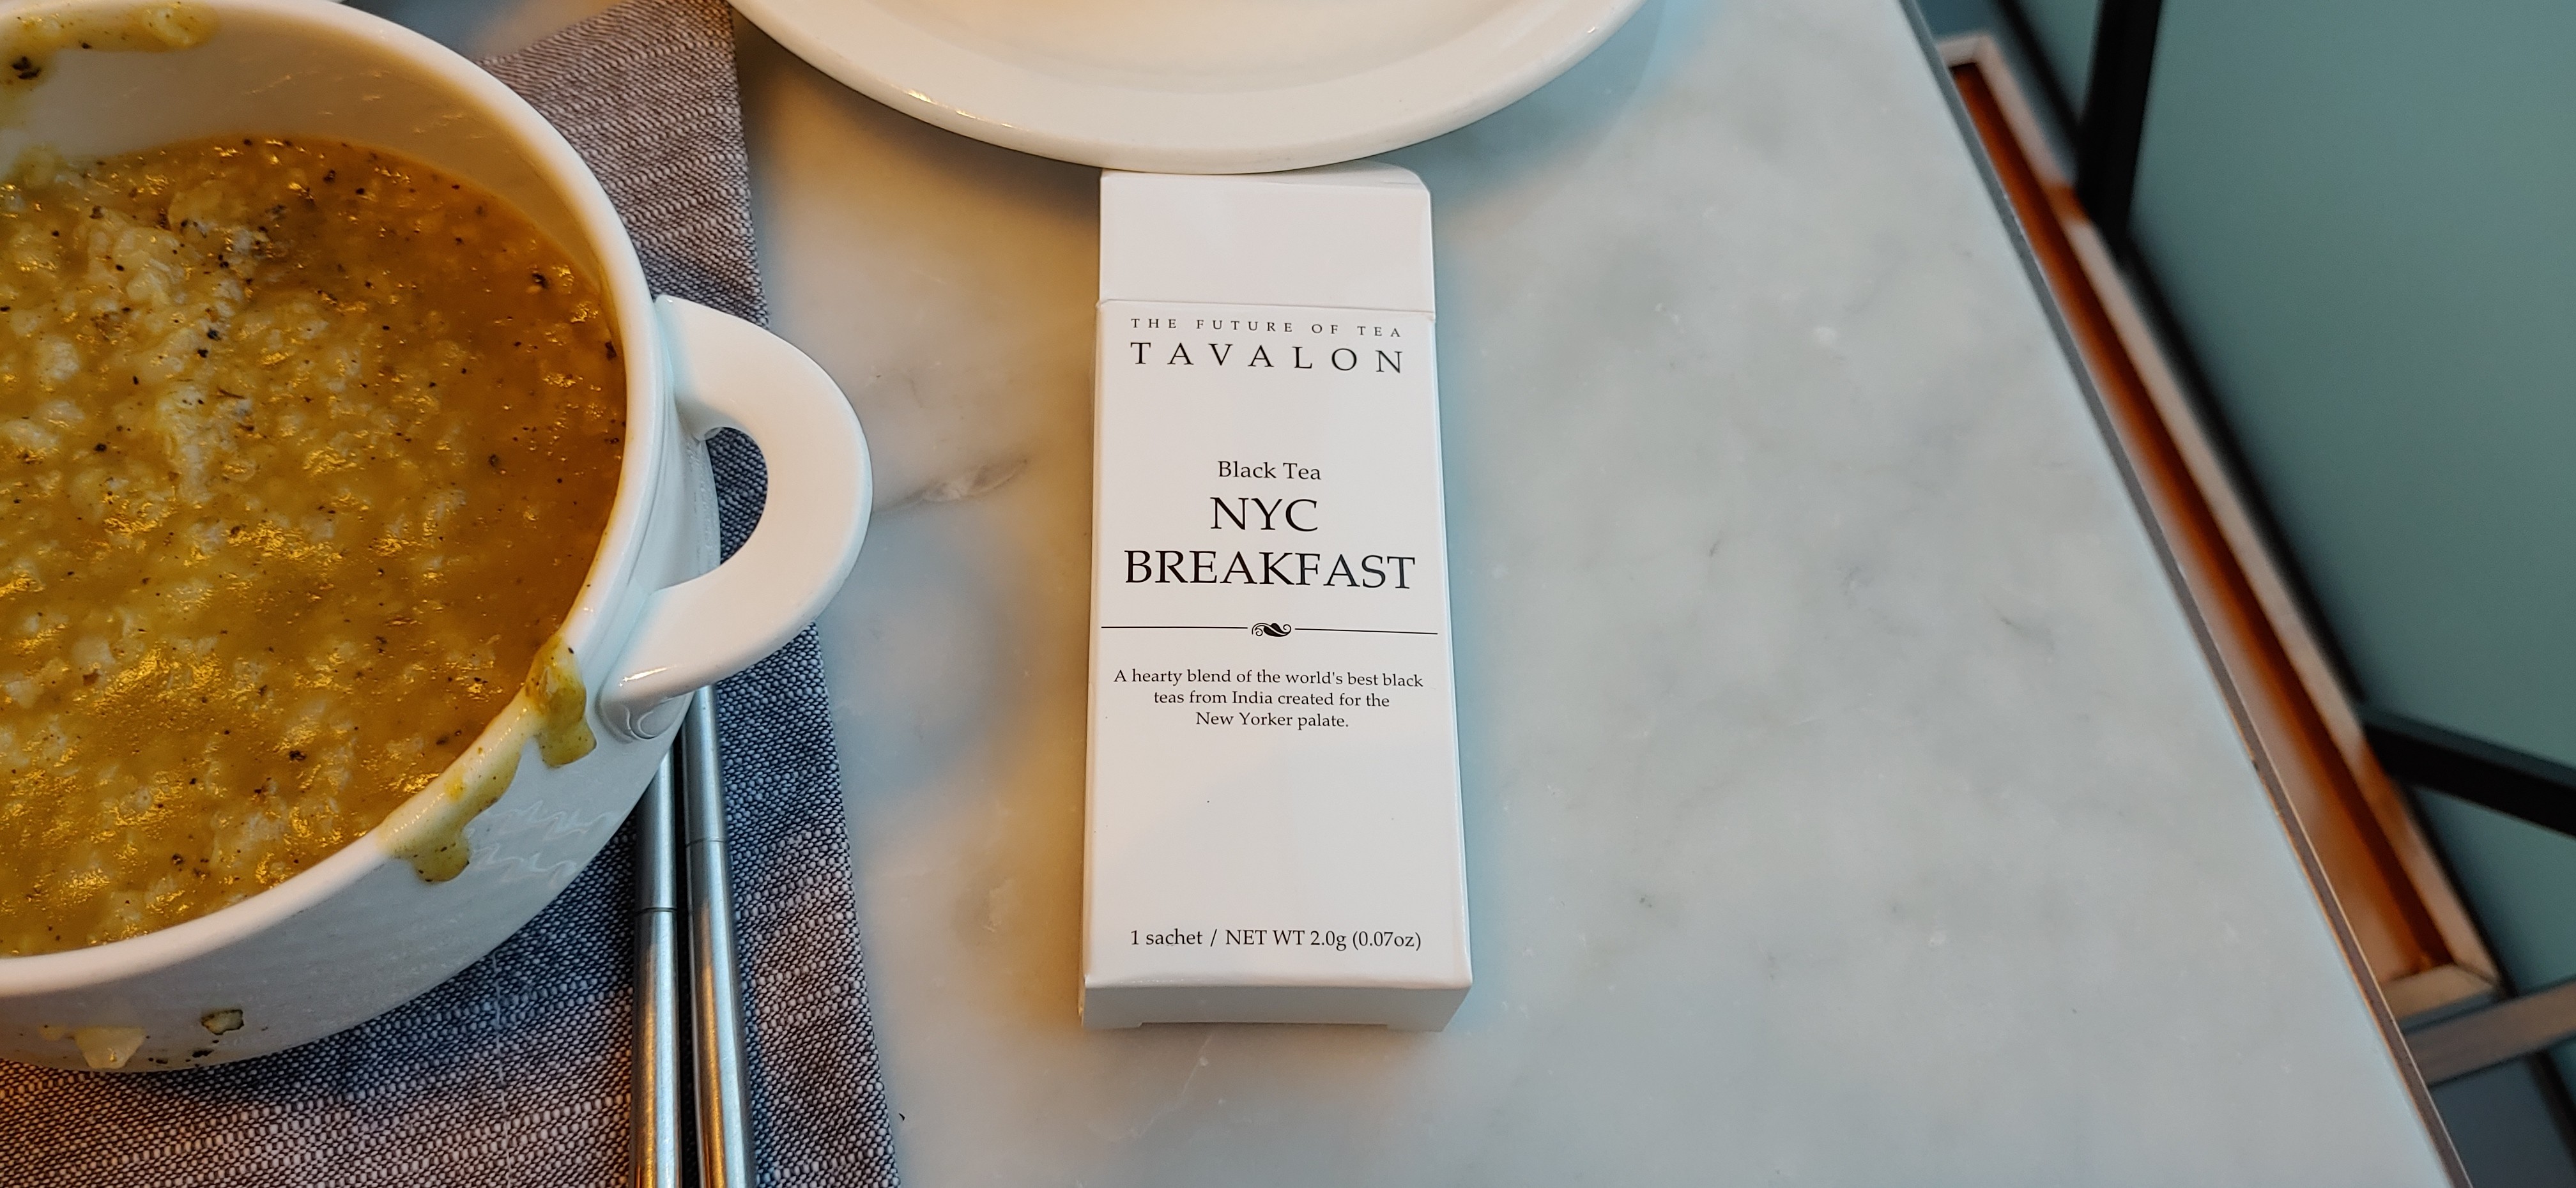 THE FUTURE OF TEA
TAVALON
Black Tea
NYC
BREAKFAST
A hearty blend of the world's best black
teas from India created for the
New Yorker palate.
1 sachet / NET WT 2.0g (0.07oz)